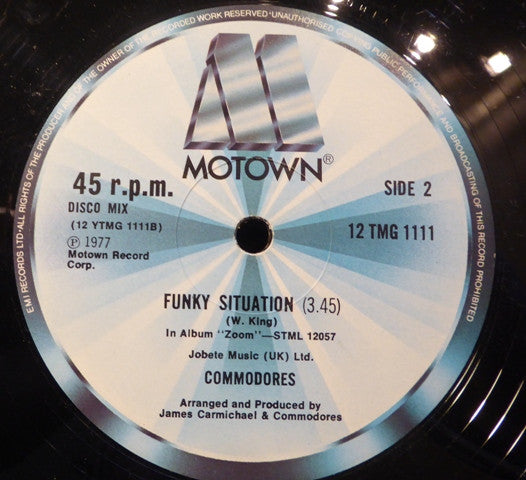 EMI RECORDS LTD·ALL RIGHTS OF THE PRODUCER AND OF THE OWNER OF THE RECORDED WORK RESERVED·UNAUTHORISED COPYING PUBLIC PERFORMANCE AND BROADCASTING OF THIS RECORD PROHIBITED
MOTOWN®
45 r.p.m.
SIDE 2
DISCO MIX
(12 YTMG 1111B)
12 TMG 1111
℗ 1977
Motown Record
Corp.
FUNKY SITUATION (3.45)
(W. King)
In Album "Zoom"—STML 12057
Jobete Music (UK) Ltd.
COMMODORES
Arranged and Produced by
James Carmichael & Commodores